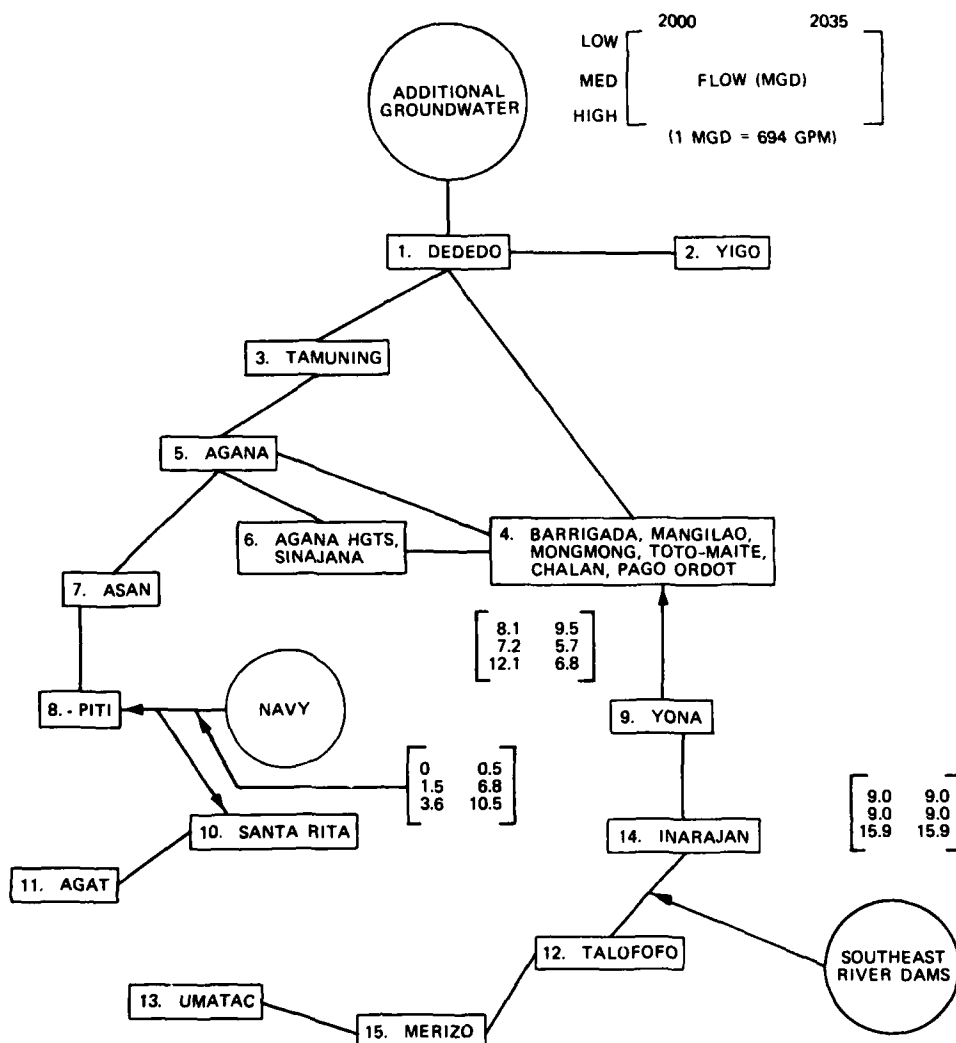 2000 2035
LOW
MED FLOW (MGD)
HIGH
(1 MGD = 694 GPM)
ADDITIONAL
GROUNDWATER
1. DEDEDO
2. YIGO
3. TAMUNING
5. AGANA
6. AGANA HGTS,
SINAJANA
4. BARRIGADA, MANGILAO,
MONGMONG, TOTO-MAITE,
CHALAN, PAGO ORDOT
7. ASAN
8.1 9.5
7.2 5.7
12.1 6.8
8.- PITI
NAVY
9. YONA
0 0.5
1.5 6.8
3.6 10.5
10. SANTA RITA
9.0 9.0
9.0 9.0
15.9 15.9
14. INARAJAN
11. AGAT
12. TALOFOFO
SOUTHEAST
RIVER DAMS
13. UMATAC
15. MERIZO